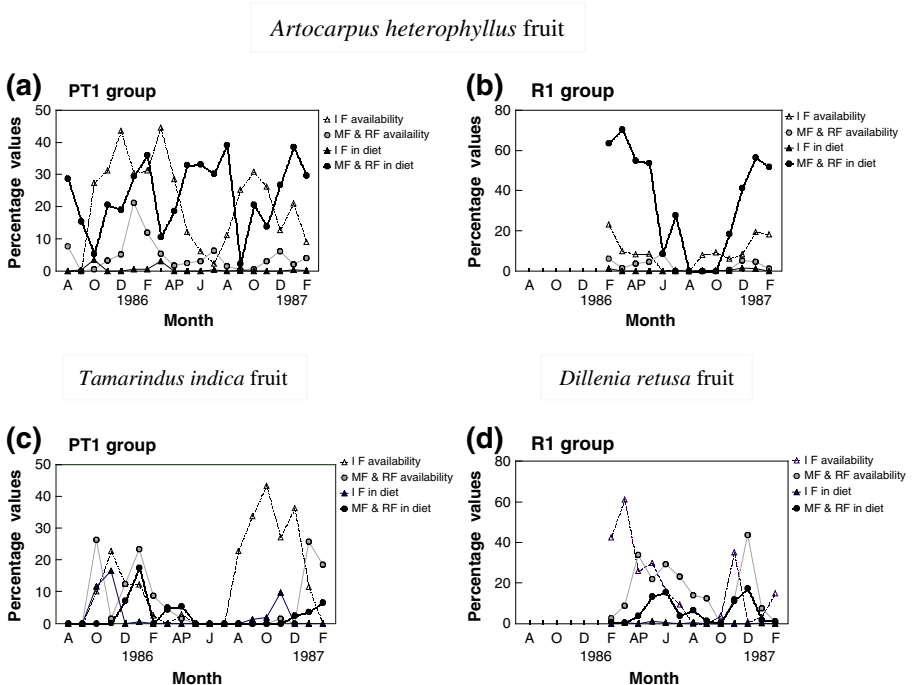 Artocarpus heterophyllus fruit
(a) PT1 group
Percentage values
50
40
30
20
10
0
A O D F AP J A O D F
1986 1987
Month
I F availability
MF & RF availaility
I F in diet
MF & RF in diet
(b) R1 group
Percentage values
80
60
40
20
0
A O D F AP J A O D F
1986 1987
Month
I F availability
MF & RF availability
I F in diet
MF & RF in diet
Tamarindus indica fruit
(c) PT1 group
Percentage values
50
40
30
20
10
0
A O D F AP J A O D F
1986 1987
Month
I F availability
MF & RF availability
I F in diet
MF & RF in diet
Dillenia retusa fruit
(d) R1 group
Percentage values
80
60
40
20
0
A O D F AP J A O D F
1986 1987
Month
I F availability
MF & RF availability
I F in diet
MF & RF in diet